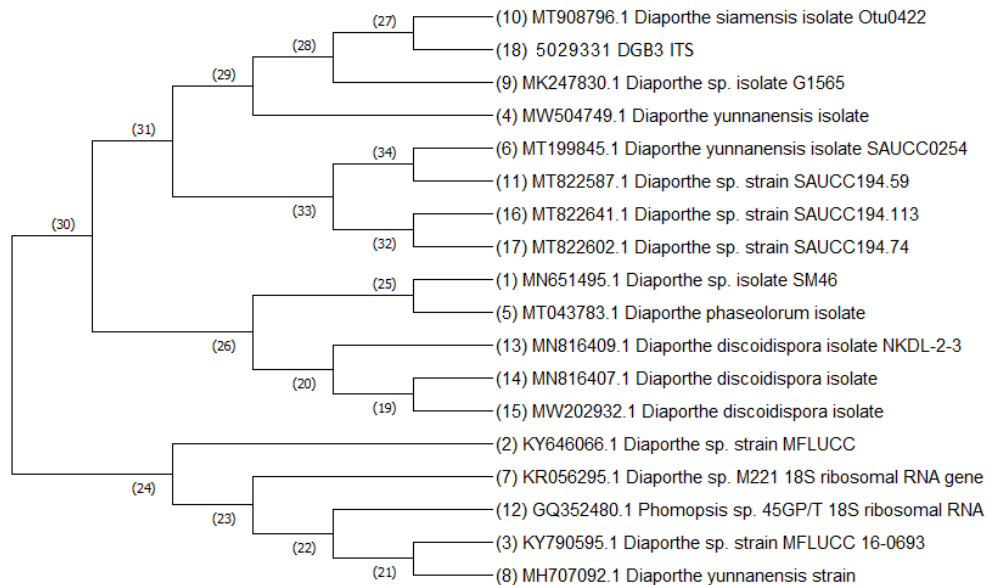 (27)
(10) MT908796.1 Diaporthe siamensis isolate Otu0422
(28)
(18) 5029331 DGB3 ITS
(29)
(9) MK247830.1 Diaporthe sp. isolate G1565
(4) MW504749.1 Diaporthe yunnanensis isolate
(31)
(34)
(6) MT199845.1 Diaporthe yunnanensis isolate SAUCC0254
(11) MT822587.1 Diaporthe sp. strain SAUCC194.59
(33)
(16) MT822641.1 Diaporthe sp. strain SAUCC194.113
(30)
(32)
(17) MT822602.1 Diaporthe sp. strain SAUCC194.74
(25)
(1) MN651495.1 Diaporthe sp. isolate SM46
(5) MT043783.1 Diaporthe phaseolorum isolate
(26)
(13) MN816409.1 Diaporthe discoidispora isolate NKDL-2-3
(20)
(14) MN816407.1 Diaporthe discoidispora isolate
(19)
(15) MW202932.1 Diaporthe discoidispora isolate
(2) KY646066.1 Diaporthe sp. strain MFLUCC
(24)
(7) KR056295.1 Diaporthe sp. M221 18S ribosomal RNA gene
(23)
(12) GQ352480.1 Phomopsis sp. 45GP/T 18S ribosomal RNA
(22)
(3) KY790595.1 Diaporthe sp. strain MFLUCC 16-0693
(21)
(8) MH707092.1 Diaporthe yunnanensis strain